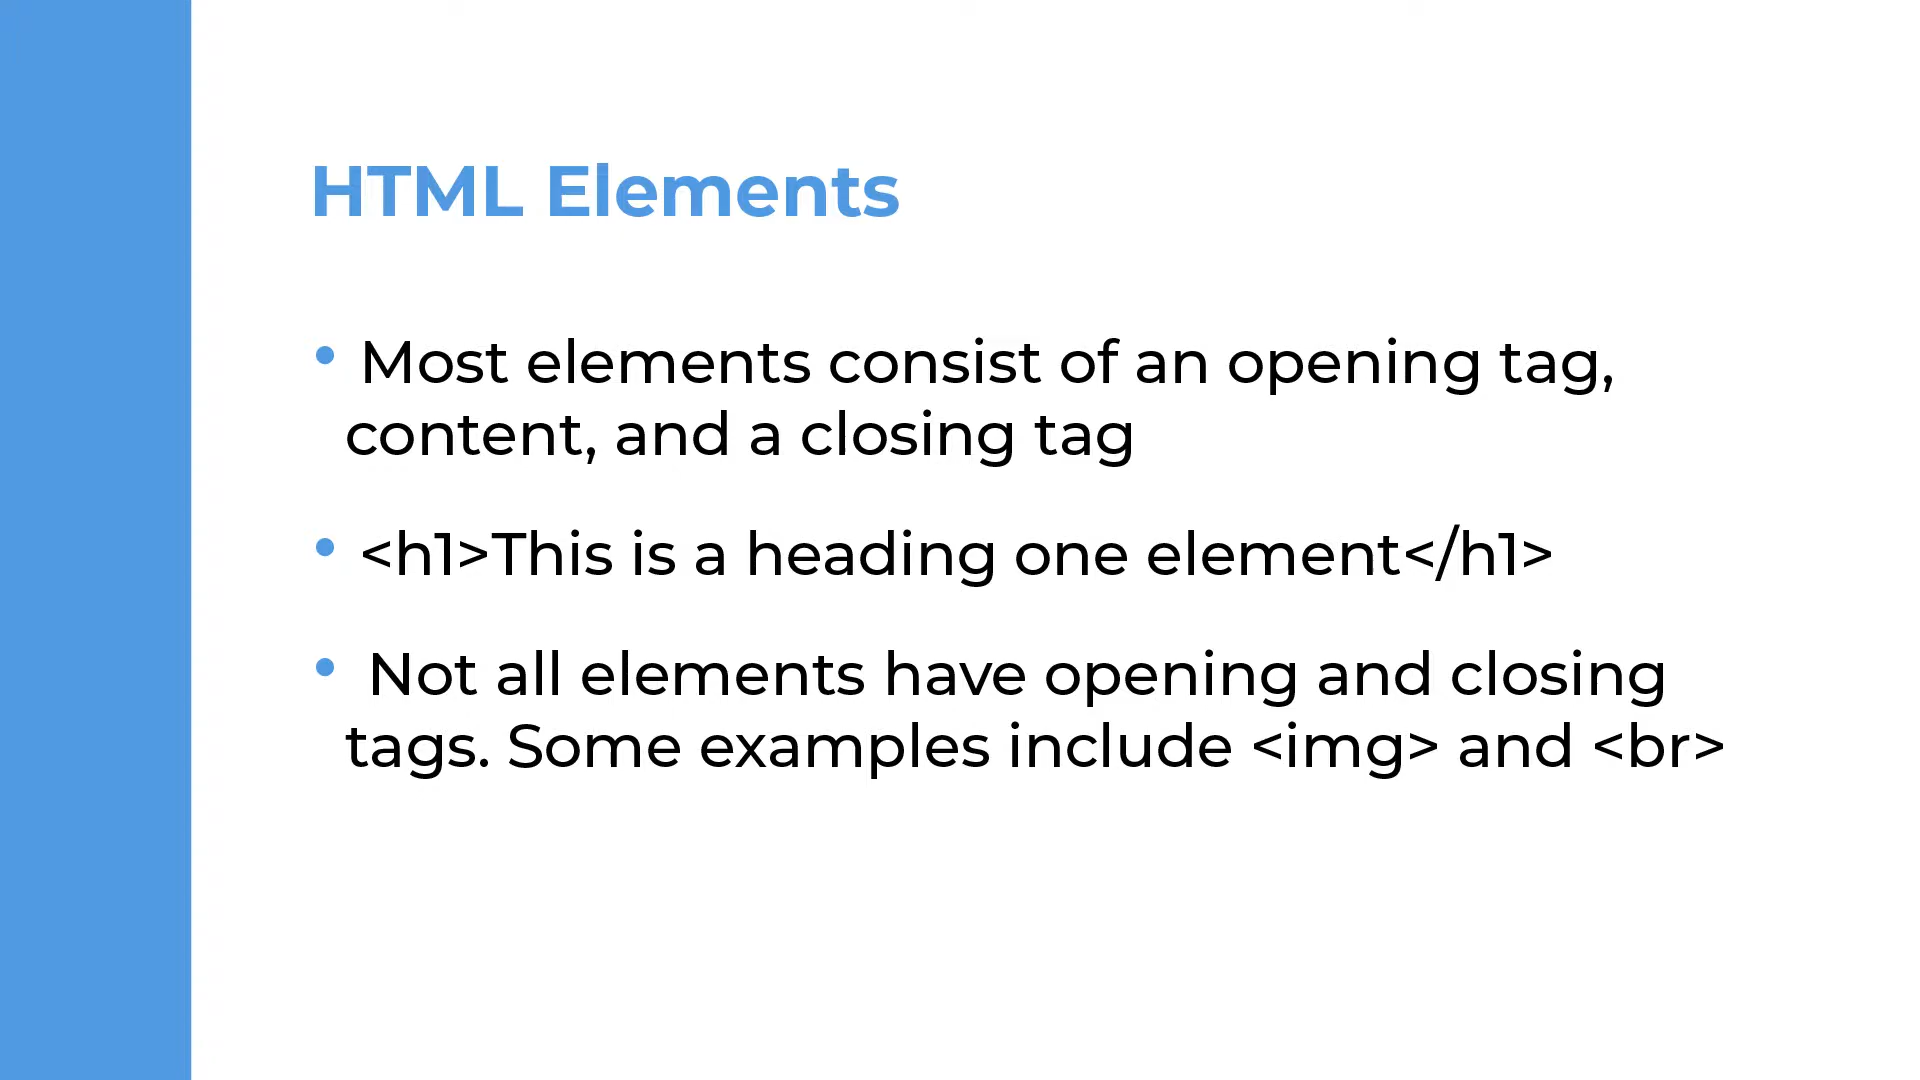 HTML Elements
• Most elements consist of an opening tag,
content, and a closing tag
• <h1>This is a heading one element</h1>
• Not all elements have opening and closing
tags. Some examples include <img> and <br>